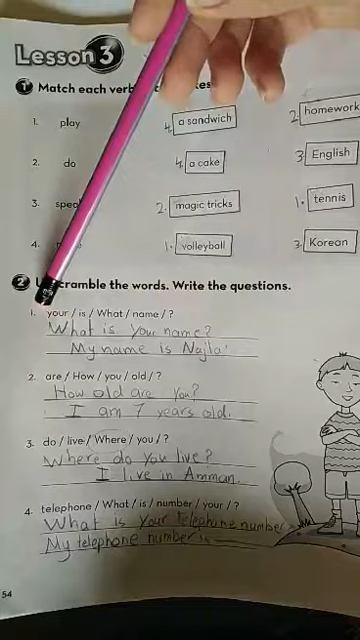 Lesson 3
1 Match each
1. play
4. a sandwich
2. homework
2. do
4. a cake
3. English
3.
2. magic tricks
1. tennis
4.
1. volleyball
3. Korean
2 the words. Write the questions.
1. your / is / What / name / ?
What is your name?
My name is Najla.
2. are / How / you / old / ?
How old are you?
I am 7 years old.
3. do / live / Where / you / ?
Where do you live?
I live in Amman.
4. telephone / What / is / number / your / ?
What is your telephone number
My telephone number is
54